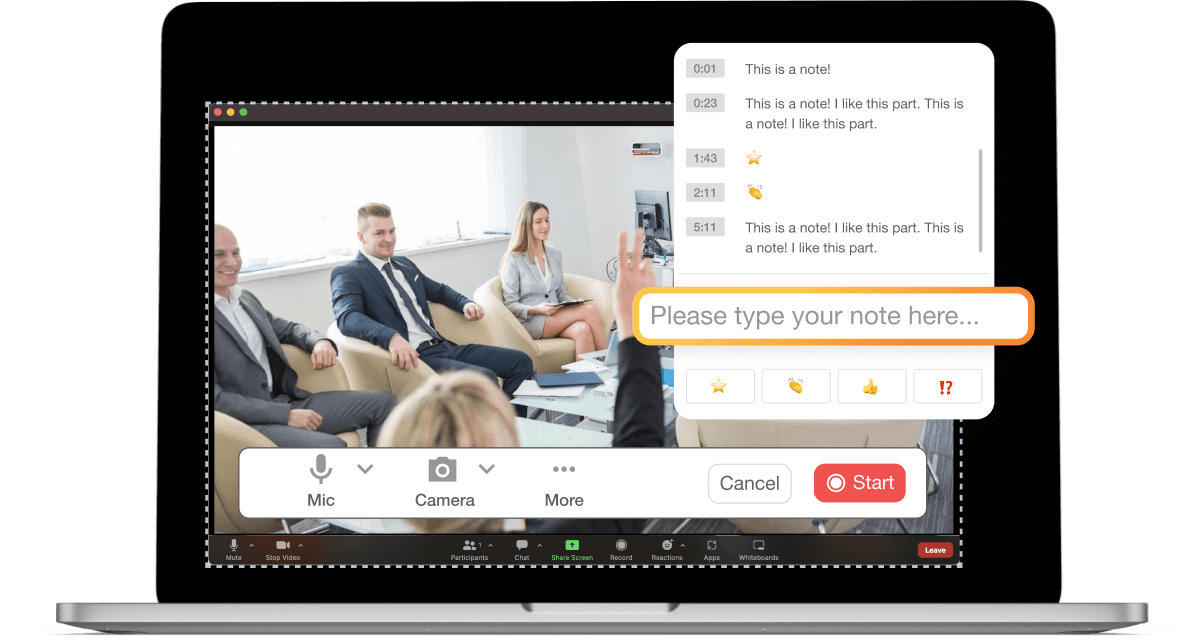 0:01 This is a note!
0:23 This is a note! I like this part. This is
a note! I like this part.
1:43 ⭐
2:11 👏
5:11 This is a note! I like this part. This is
a note! I like this part.
Please type your note here...
⭐ 👏 👍 ⁉
Mic Camera More Cancel Start
Mute Stop Video Participants 1 Chat Share Screen Record Reactions Apps Whiteboards Leave